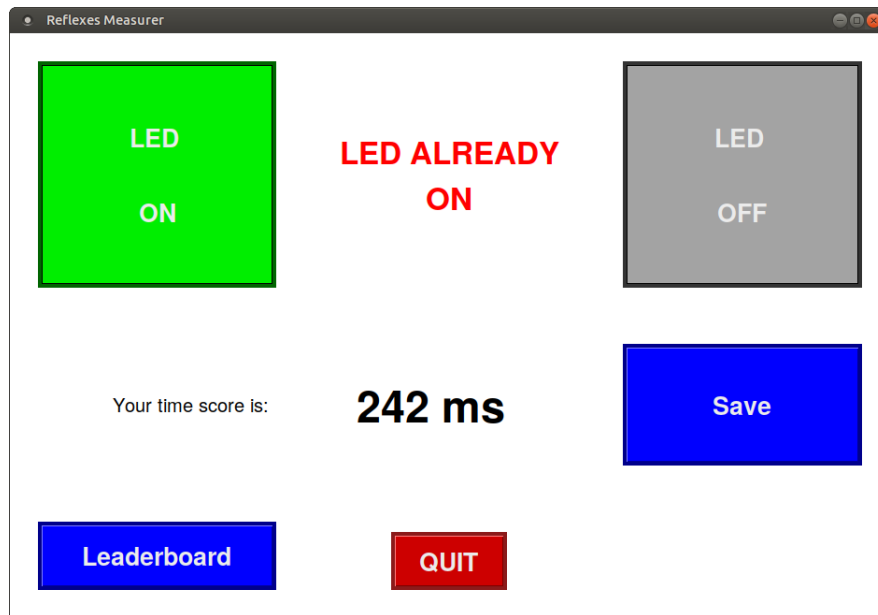 Reflexes Measurer
LED
ON
LED ALREADY
ON
LED
OFF
Your time score is:
242 ms
Save
Leaderboard
QUIT